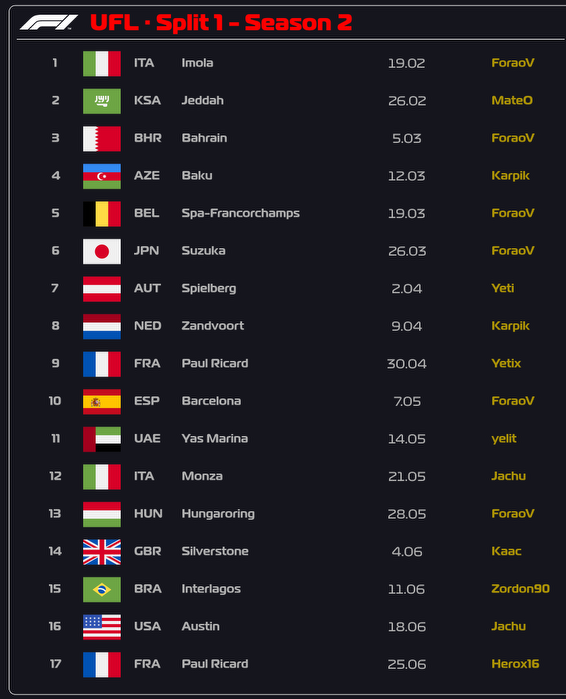 F1 UFL · Split 1 - Season 2
1 ITA Imola 19.02 ForaoV
2 KSA Jeddah 26.02 MateO
3 BHR Bahrain 5.03 ForaoV
4 AZE Baku 12.03 Karpik
5 BEL Spa-Francorchamps 19.03 ForaoV
6 JPN Suzuka 26.03 ForaoV
7 AUT Spielberg 2.04 Yeti
8 NED Zandvoort 9.04 Karpik
9 FRA Paul Ricard 30.04 Yetix
10 ESP Barcelona 7.05 ForaoV
11 UAE Yas Marina 14.05 yelit
12 ITA Monza 21.05 Jachu
13 HUN Hungaroring 28.05 ForaoV
14 GBR Silverstone 4.06 Kaac
15 BRA Interlagos 11.06 Zordon90
16 USA Austin 18.06 Jachu
17 FRA Paul Ricard 25.06 Herox16